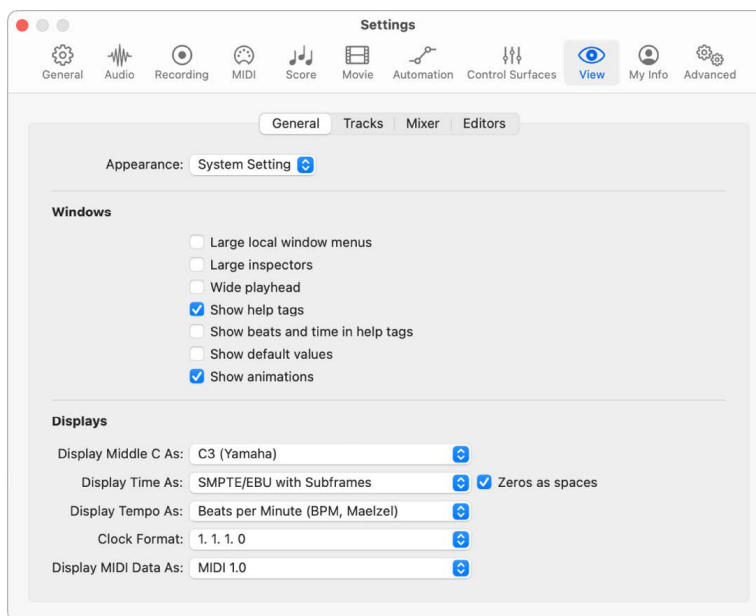 Settings
General Audio Recording MIDI Score Movie Automation Control Surfaces View My Info Advanced
General Tracks Mixer Editors
Appearance: System Setting
Windows
Large local window menus
Large inspectors
Wide playhead
Show help tags
Show beats and time in help tags
Show default values
Show animations
Displays
Display Middle C As: C3 (Yamaha)
Display Time As: SMPTE/EBU with Subframes Zeros as spaces
Display Tempo As: Beats per Minute (BPM, Maelzel)
Clock Format: 1. 1. 1. 0
Display MIDI Data As: MIDI 1.0